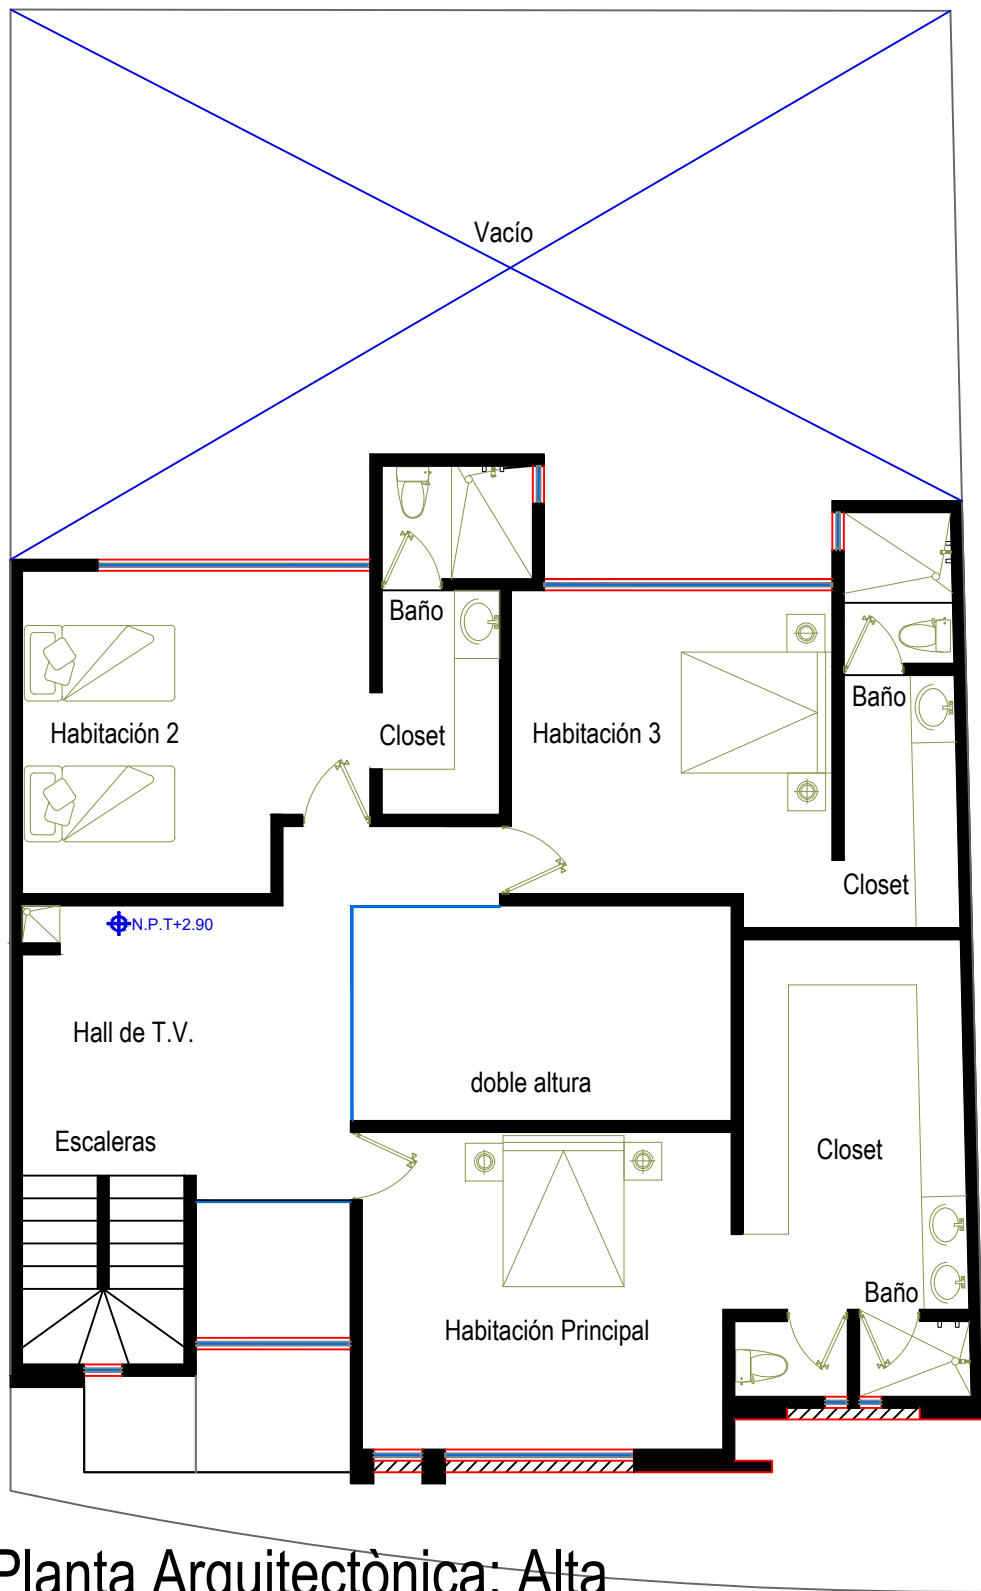 Vacío
Baño
Baño
Habitación 2
Closet
Habitación 3
Closet
N.P.T+2.90
Hall de T.V.
doble altura
Escaleras
Closet
Baño
Habitación Principal
Planta Arquitectònica: Alta